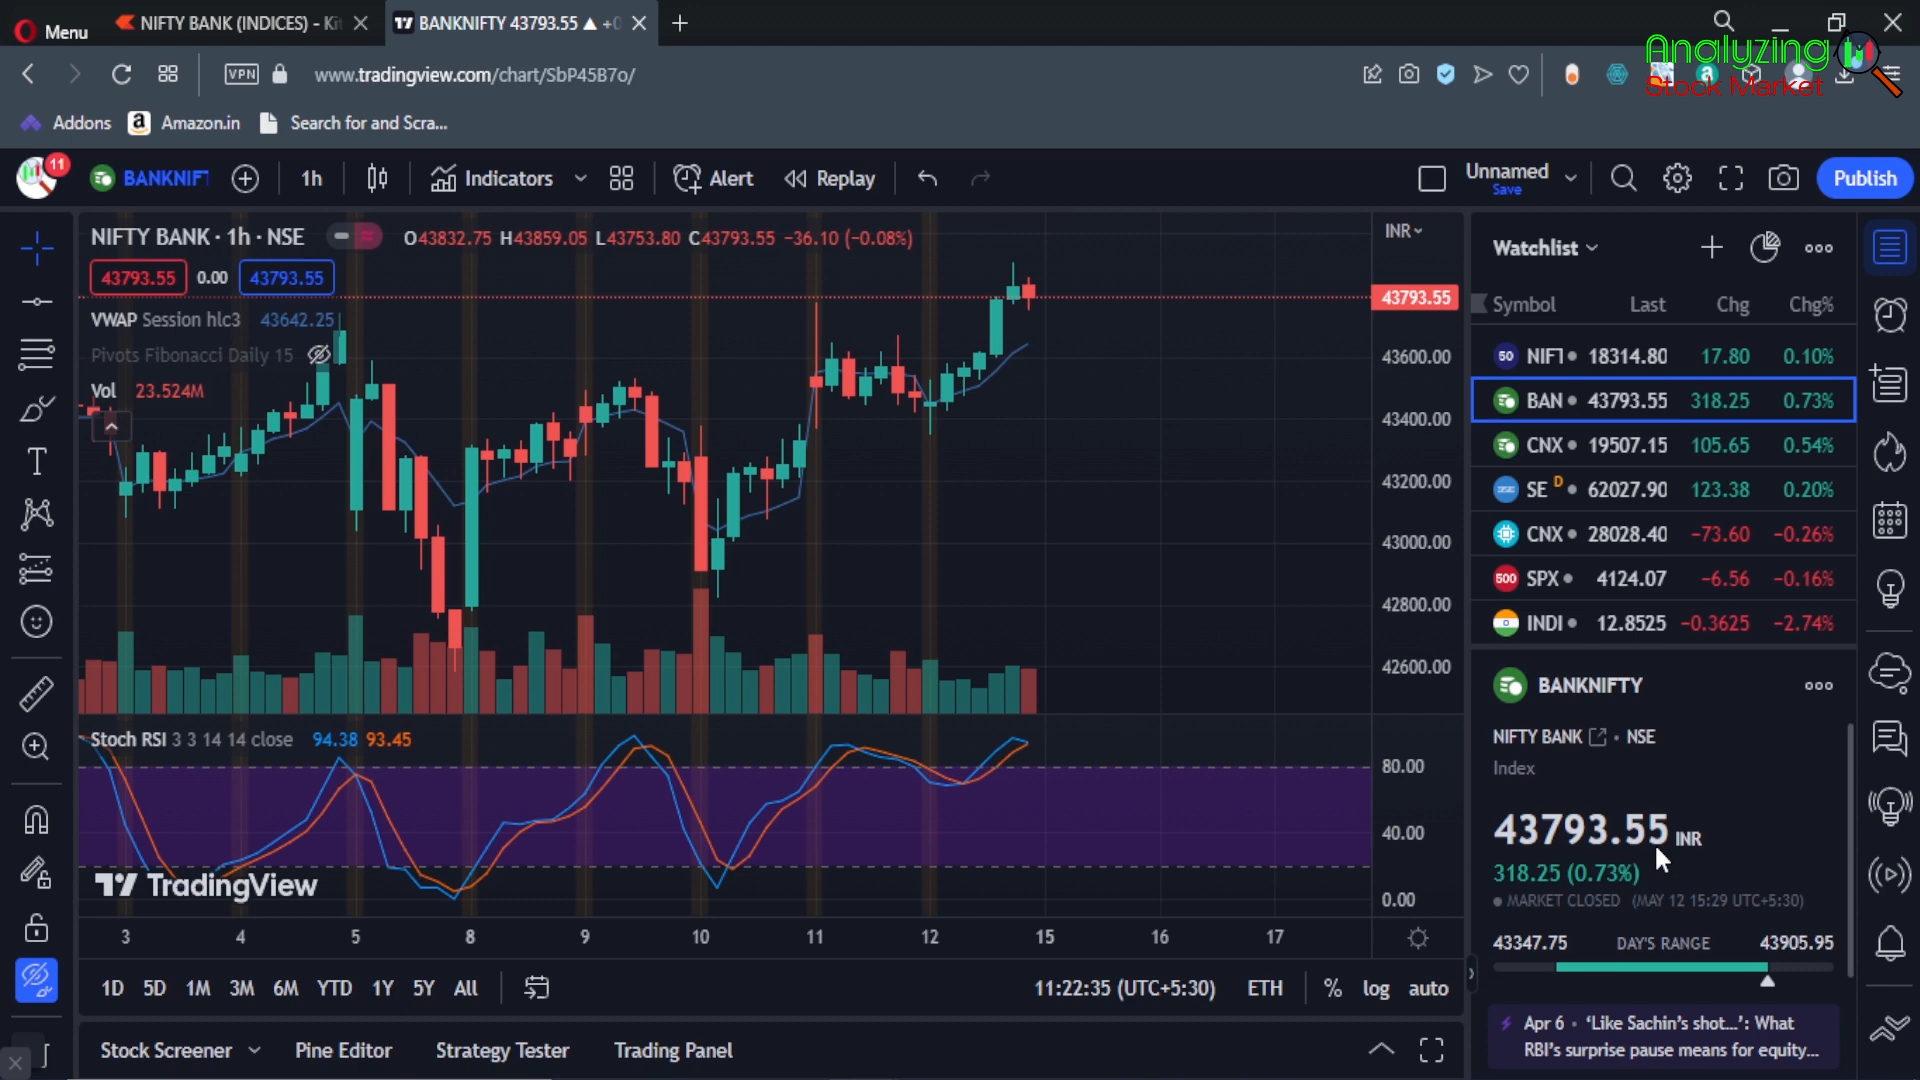 Menu
NIFTY BANK (INDICES) - Kit
BANKNIFTY 43793.55 ▲ +0
Analyzing
Stock Market
VPN
www.tradingview.com/chart/SbP45B7o/
Addons
Amazon.in
Search for and Scra...
11
BANKNIFT
1h
Indicators
Alert
Replay
Unnamed
Save
Publish
NIFTY BANK · 1h · NSE
O43832.75 H43859.05 L43753.80 C43793.55 −36.10 (−0.08%)
43793.55 0.00 43793.55
VWAP Session hlc3 43642.25
Pivots Fibonacci Daily 15
Vol 23.524M
INR
43793.55
43600.00
43400.00
43200.00
43000.00
42800.00
42600.00
Stoch RSI 3 3 14 14 close 94.38 93.45
80.00
40.00
0.00
TradingView
3 4 5 8 9 10 11 12 15 16 17
1D 5D 1M 3M 6M YTD 1Y 5Y All
11:22:35 (UTC+5:30) ETH % log auto
Stock Screener
Pine Editor
Strategy Tester
Trading Panel
Watchlist
Symbol Last Chg Chg%
50 NIFT 18314.80 17.80 0.10%
BAN 43793.55 318.25 0.73%
CNX 19507.15 105.65 0.54%
SE D 62027.90 123.38 0.20%
CNX 28028.40 −73.60 −0.26%
500 SPX 4124.07 −6.56 −0.16%
INDI 12.8525 −0.3625 −2.74%
BANKNIFTY
NIFTY BANK · NSE
Index
43793.55 INR
318.25 (0.73%)
MARKET CLOSED (MAY 12 15:29 UTC+5:30)
43347.75 DAY'S RANGE 43905.95
Apr 6 · ‘Like Sachin’s shot...’: What
RBI’s surprise pause means for equity...